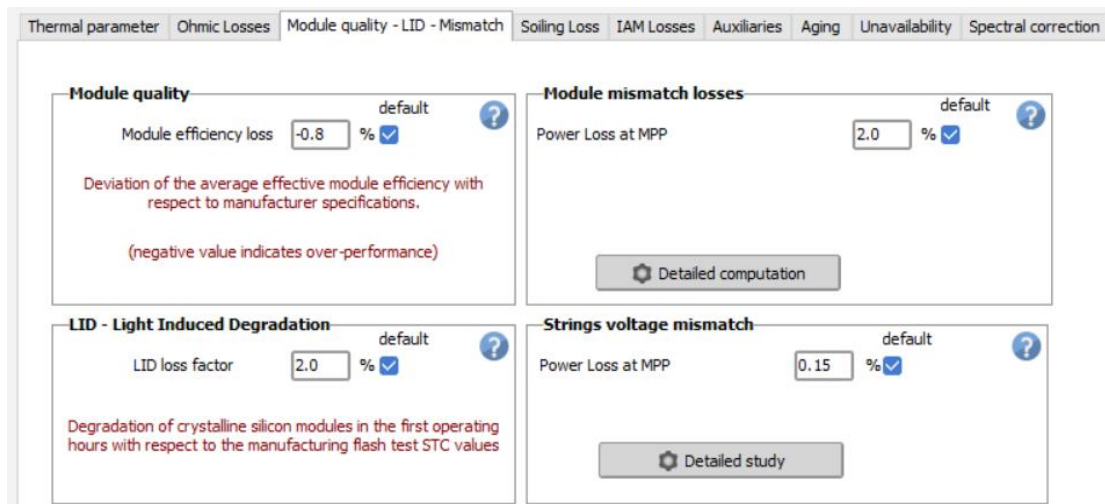 Thermal parameter Ohmic Losses Module quality - LID - Mismatch Soiling Loss IAM Losses Auxiliaries Aging Unavailability Spectral correction
Module quality
default
Module efficiency loss -0.8 %
?
Deviation of the average effective module efficiency with
respect to manufacturer specifications.
(negative value indicates over-performance)
Module mismatch losses
default
Power Loss at MPP 2.0 %
?
Detailed computation
LID - Light Induced Degradation
default
LID loss factor 2.0 %
?
Degradation of crystalline silicon modules in the first operating
hours with respect to the manufacturing flash test STC values
Strings voltage mismatch
default
Power Loss at MPP 0.15 %
?
Detailed study